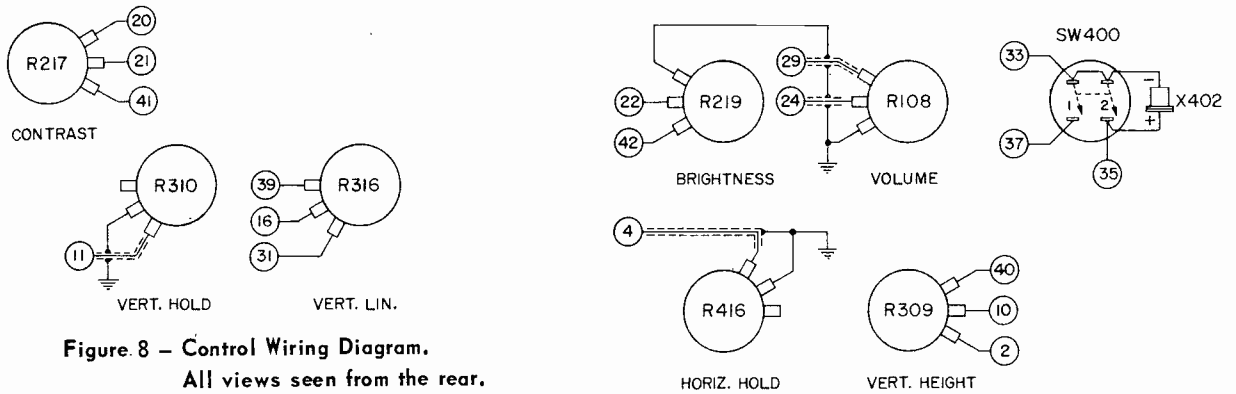 20
R217
21
41
CONTRAST
R310
11
VERT. HOLD
39
R316
16
31
VERT. LIN.
Figure 8 – Control Wiring Diagram.
All views seen from the rear.
22
R219
42
BRIGHTNESS
29
24
R108
VOLUME
SW400
33
1
2
–
X402
+
37
35
4
R416
HORIZ. HOLD
40
R309
10
2
VERT. HEIGHT